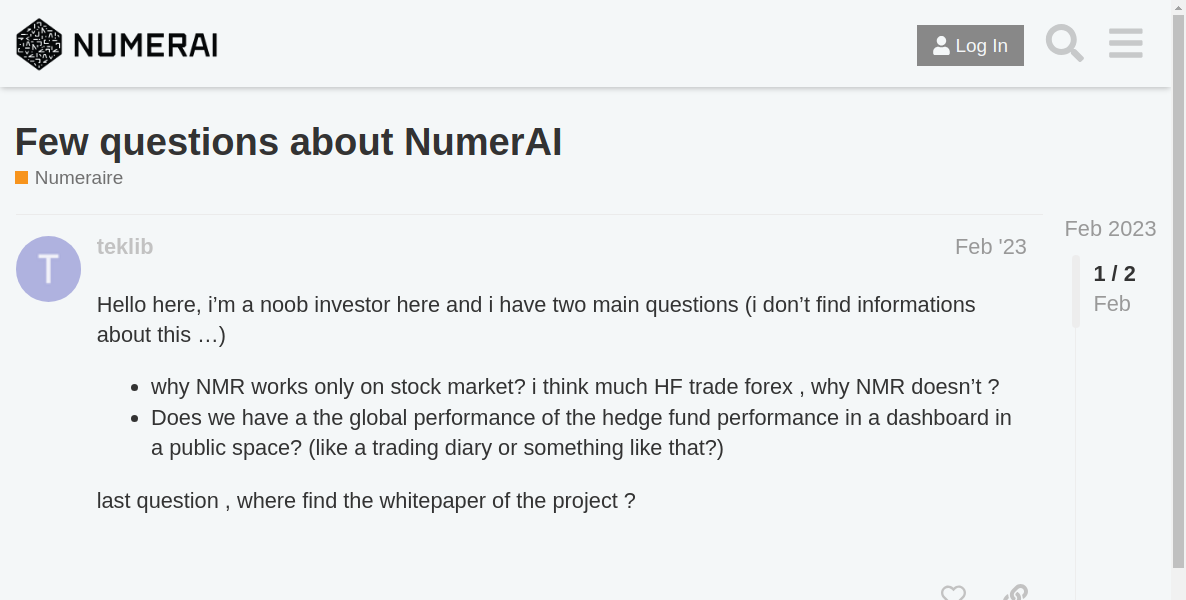 NUMERAI
Log In
Few questions about NumerAI
Numeraire
T
teklib
Feb '23
Feb 2023
1 / 2
Feb
Hello here, i’m a noob investor here and i have two main questions (i don’t find informations
about this …)
• why NMR works only on stock market? i think much HF trade forex , why NMR doesn’t ?
• Does we have a the global performance of the hedge fund performance in a dashboard in
a public space? (like a trading diary or something like that?)
last question , where find the whitepaper of the project ?